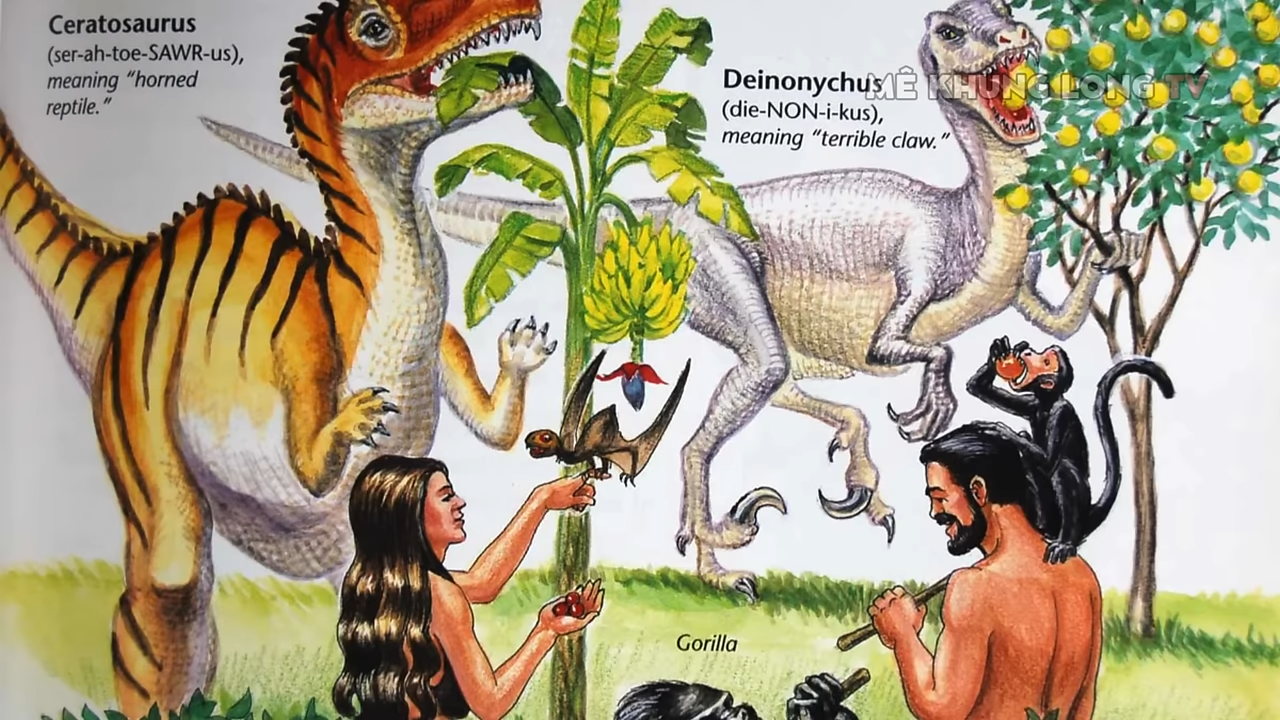 Ceratosaurus
(ser-ah-toe-SAWR-us),
meaning “horned
reptile.”
Deinonychus
(die-NON-i-kus),
meaning “terrible claw.”
MÊ KHỦNG LONG TV
Gorilla